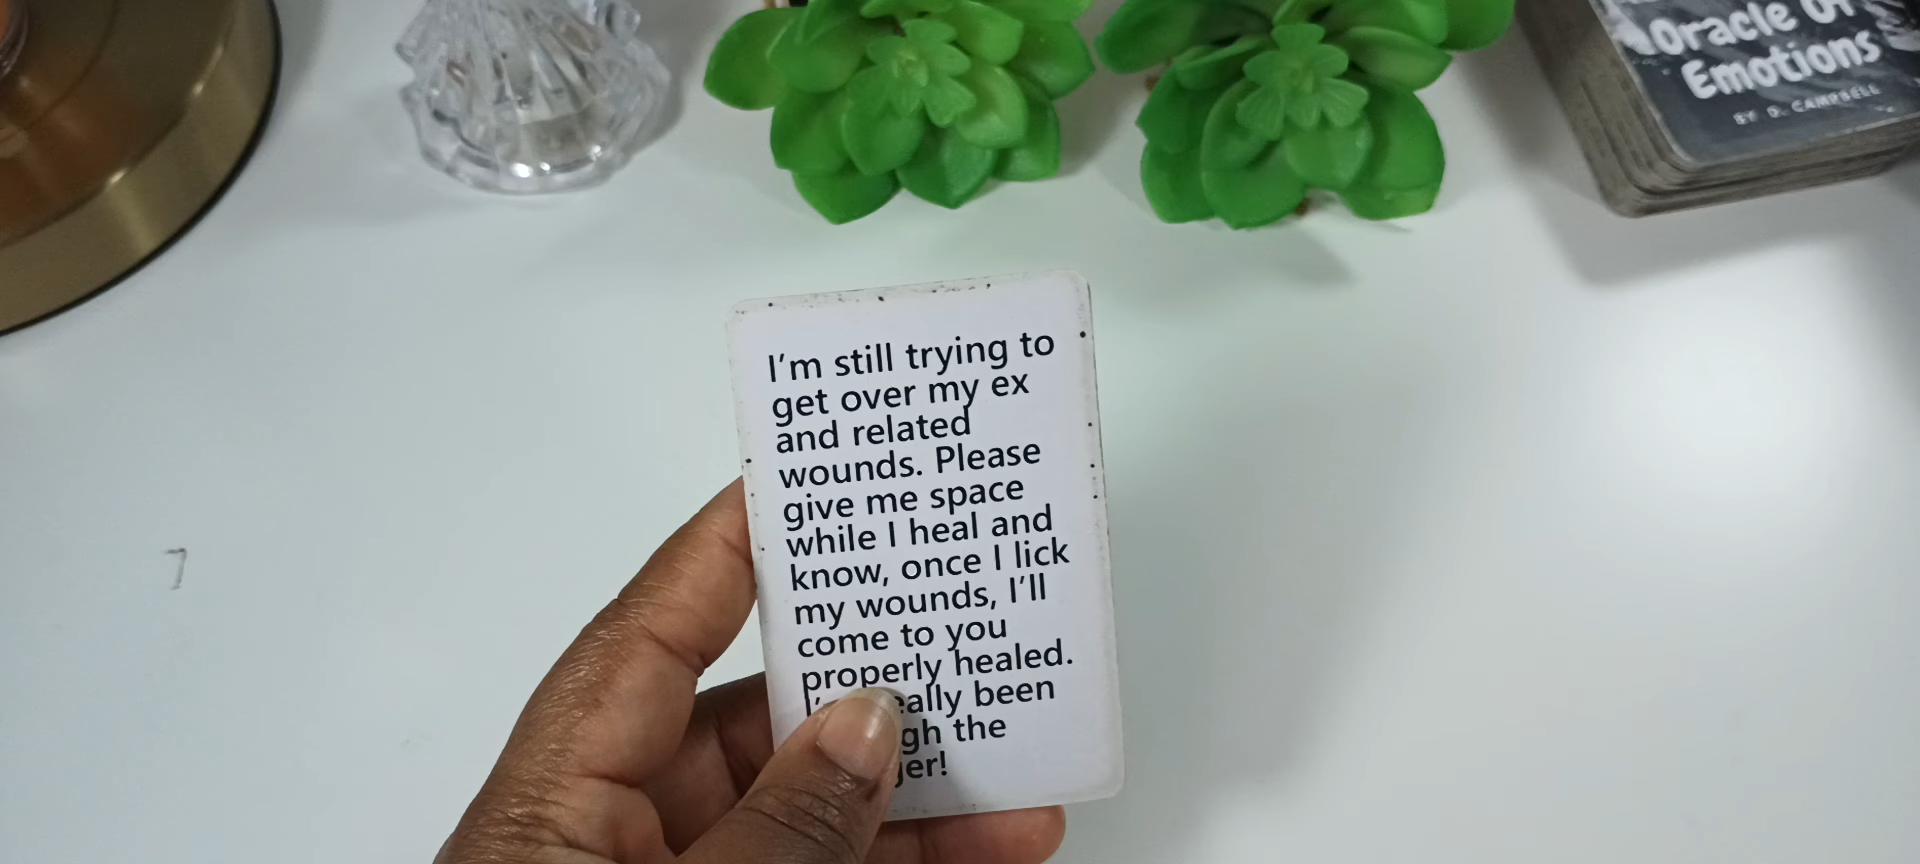 Oracle Of
Emotions
BY D. CAMPBELL
I'm still trying to
get over my ex
and related
wounds. Please
give me space
while I heal and
know, once I lick
my wounds, I'll
come to you
properly healed.
been
the
7